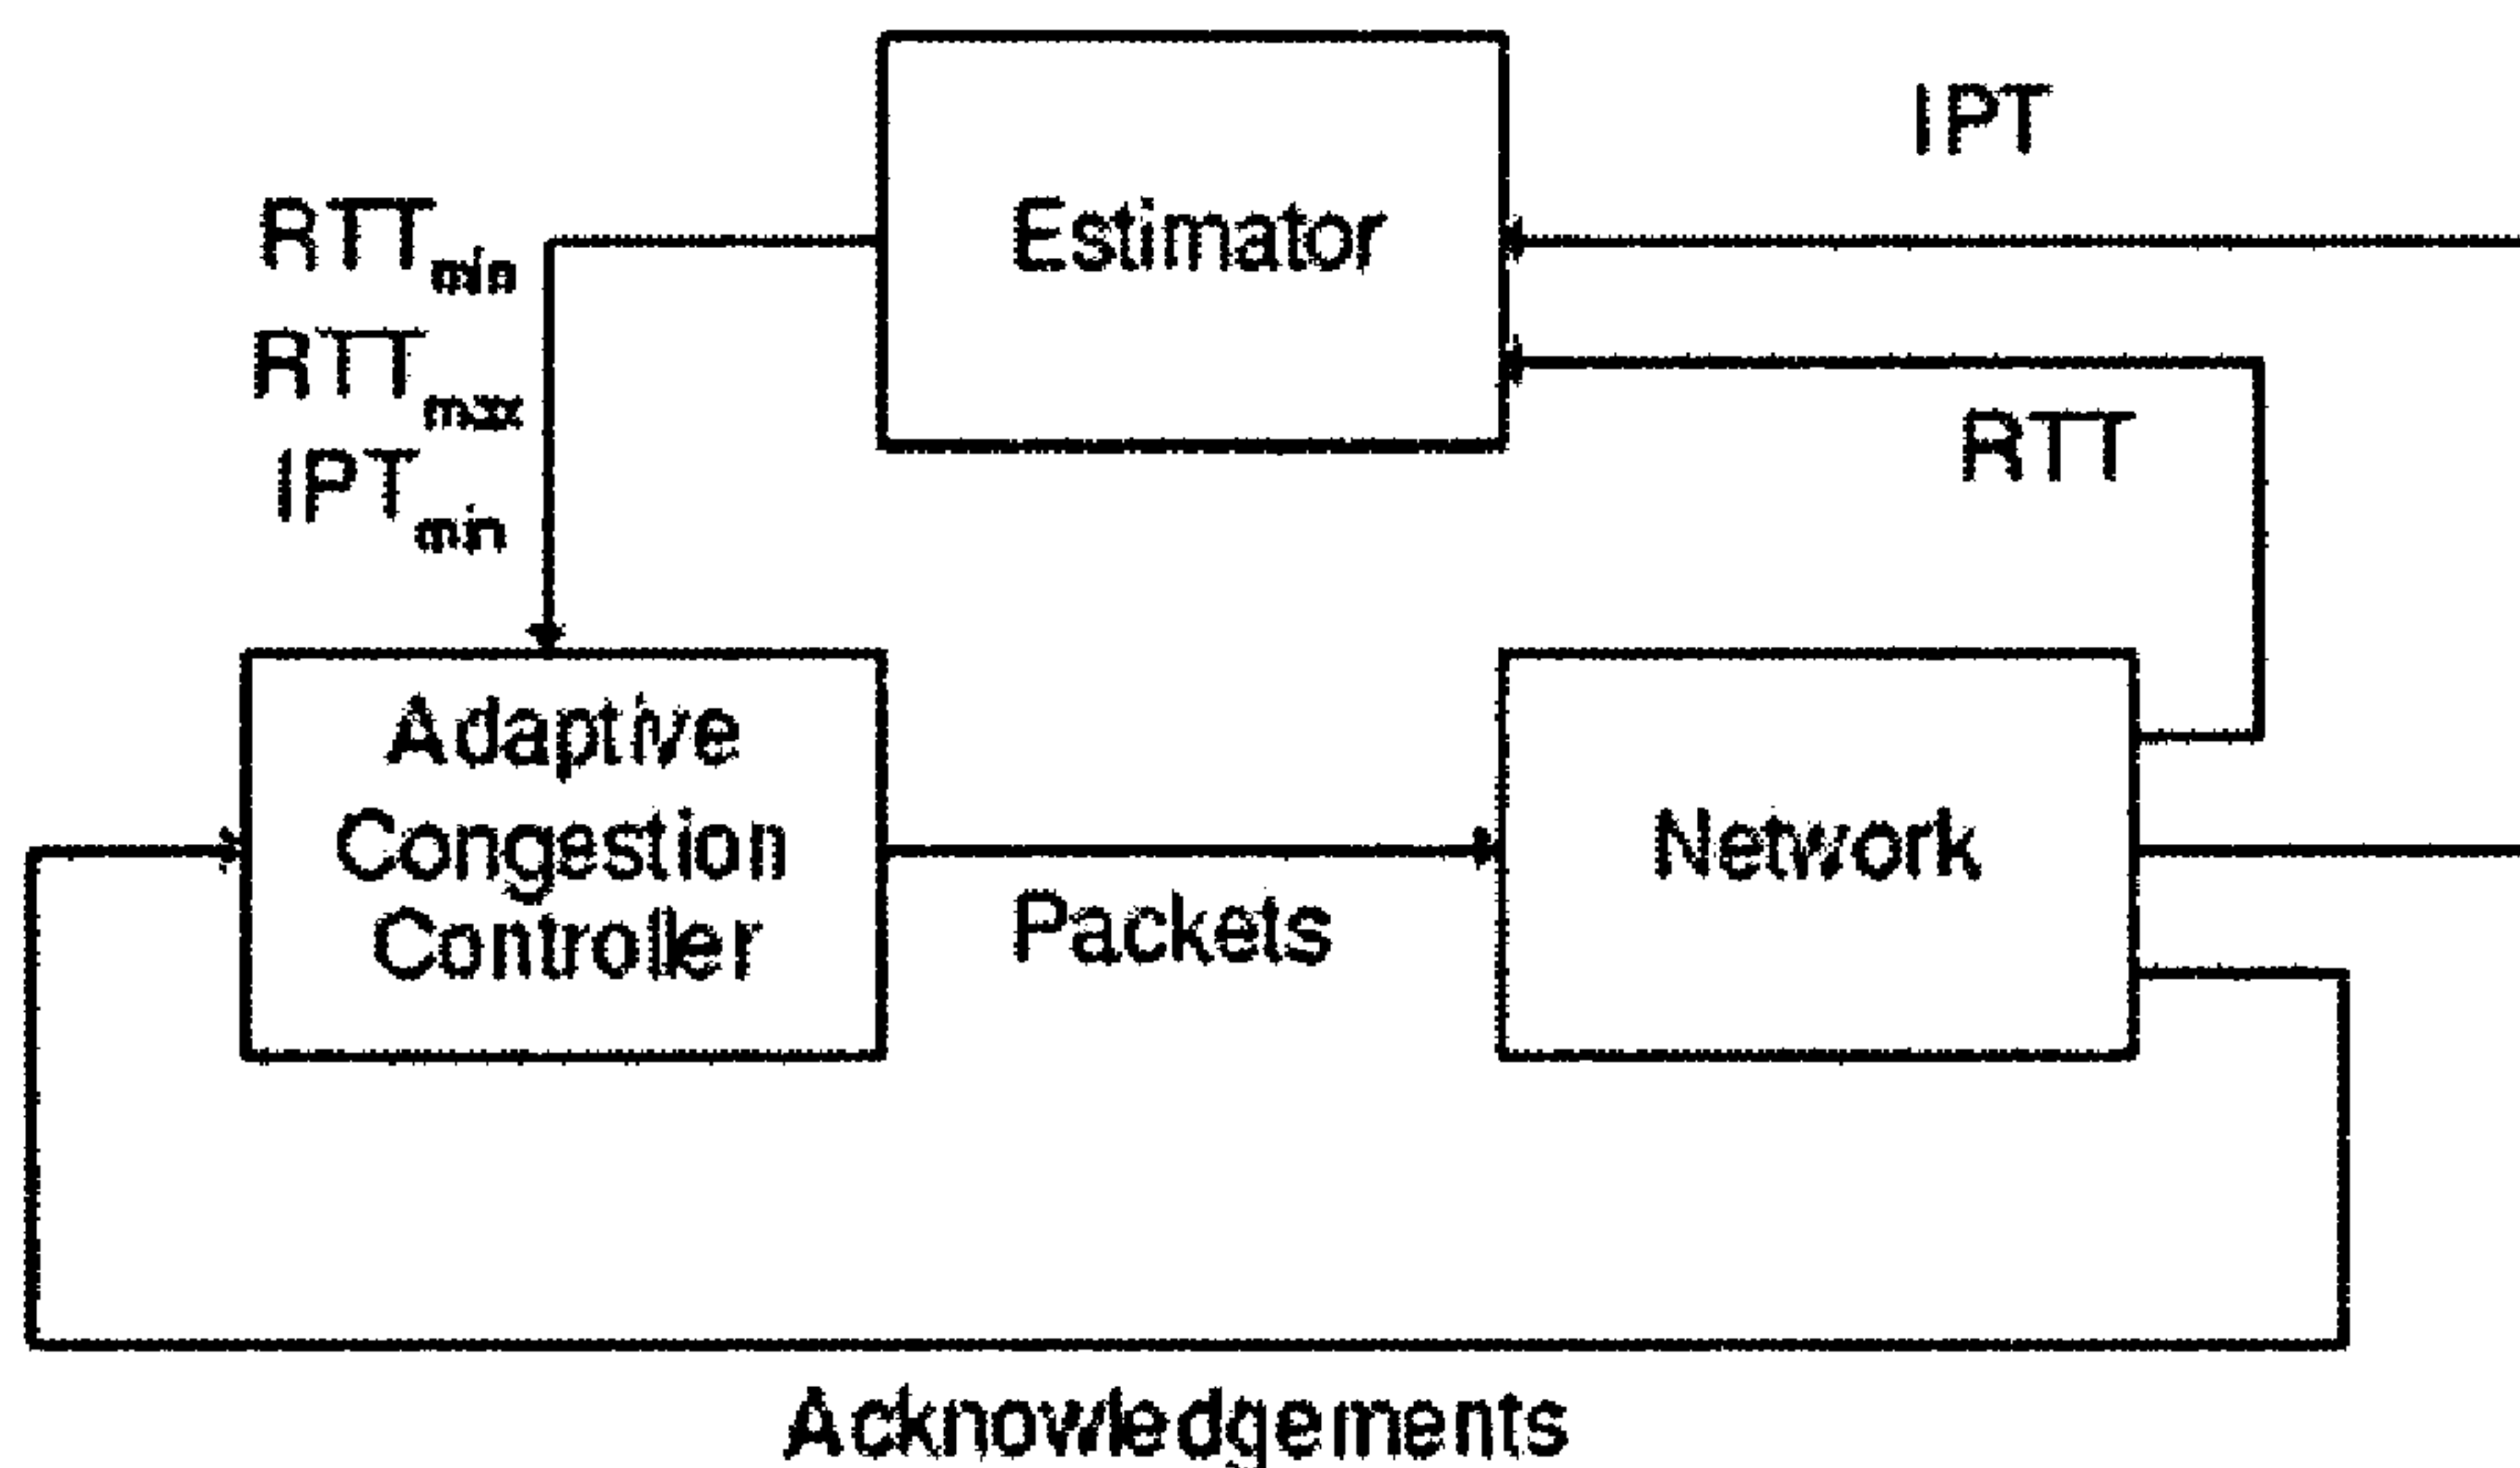 IPT
Estimator
RTTmin
RTTmax
IPTmin
RTT
Adaptive
Congestion
Controller
Packets
Network
Acknowledgements